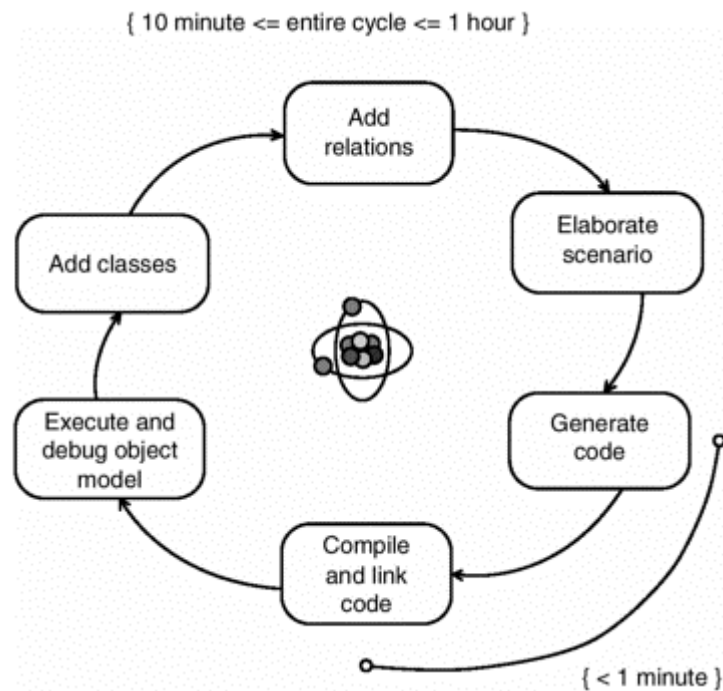 { 10 minute <= entire cycle <= 1 hour }
Add
relations
Elaborate
scenario
Generate
code
Compile
and link
code
Execute and
debug object
model
Add classes
{ < 1 minute }